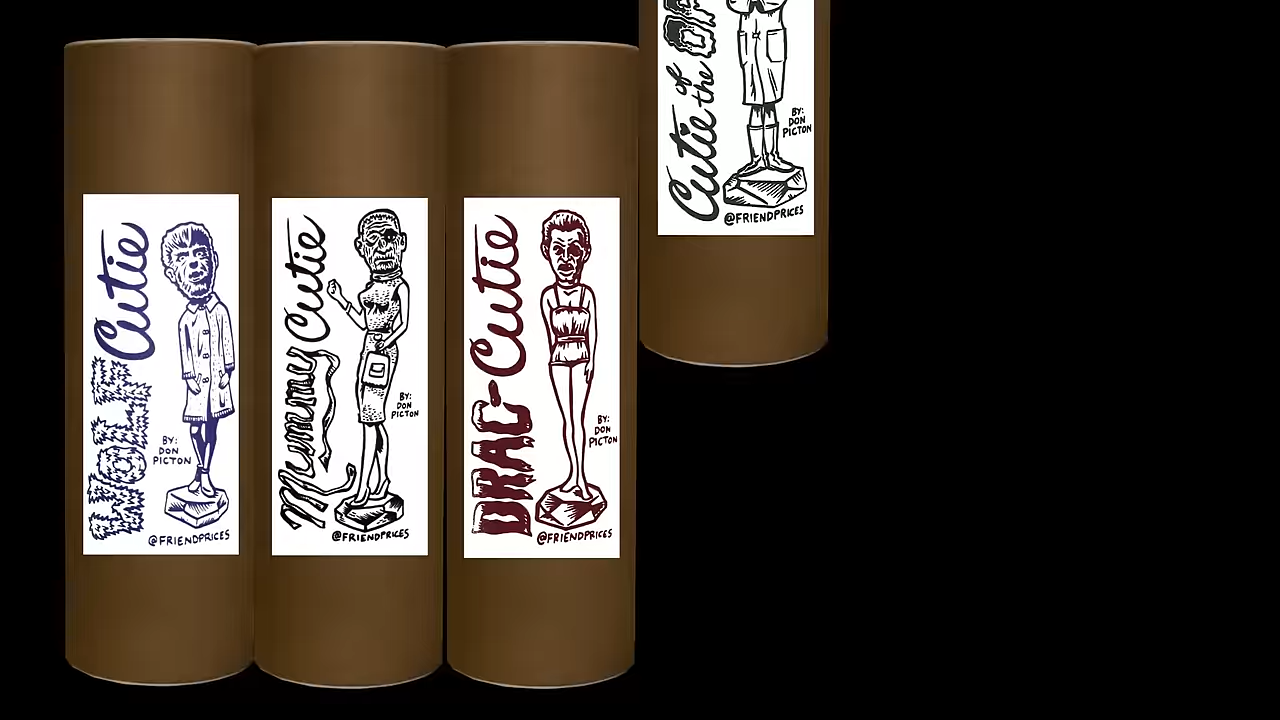 WOLF Cutie
BY:
DON
PICTON
@FRIENDPRICES
Mummy Cutie
BY:
DON
PICTON
@FRIENDPRICES
DRAC-Cutie
BY:
DON
PICTON
@FRIENDPRICES
Cutie of the
BY:
DON
PICTON
@FRIENDPRICES